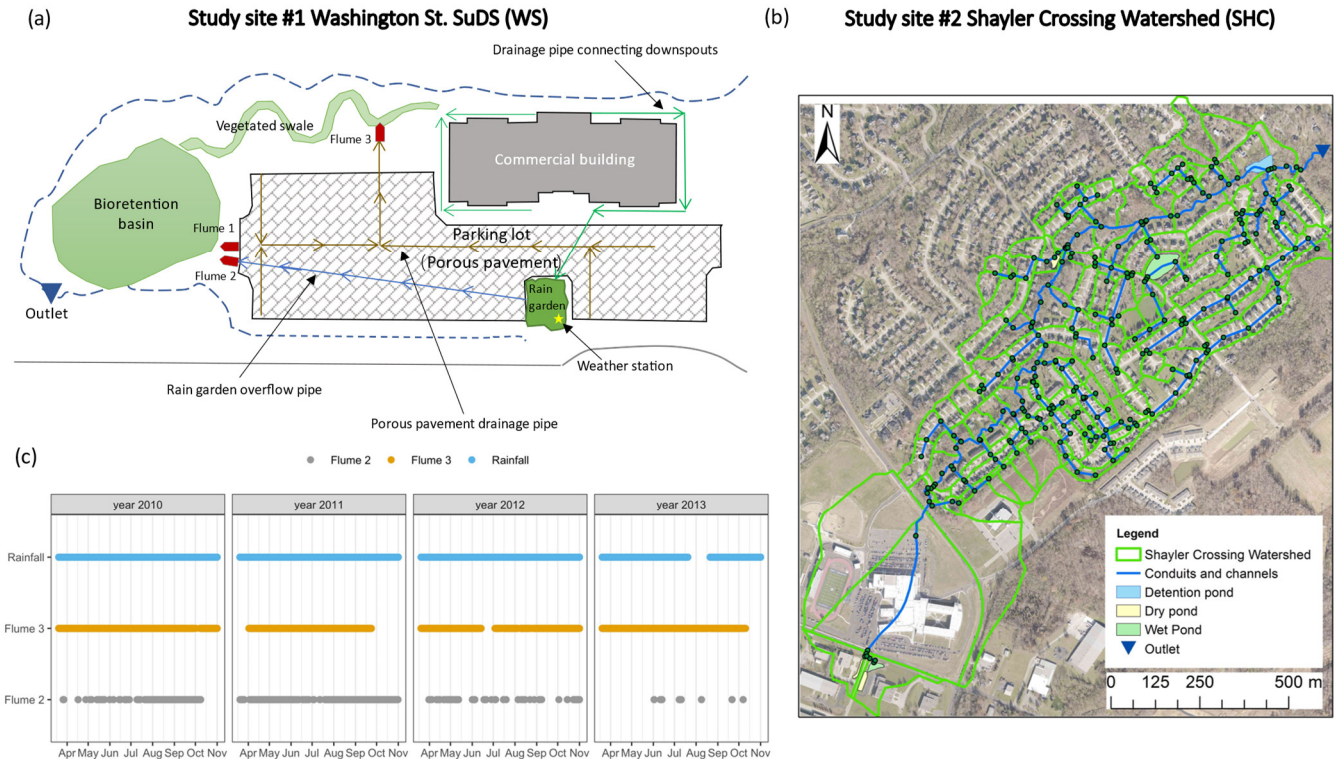 (a)
Study site #1 Washington St. SuDS (WS)
Drainage pipe connecting downspouts
Vegetated swale
Flume 3
Commercial building
Bioretention
basin
Flume 1
Parking lot
(Porous pavement)
Flume 2
Rain
garden
Outlet
Weather station
Rain garden overflow pipe
Porous pavement drainage pipe
(b)
Study site #2 Shayler Crossing Watershed (SHC)
N
Legend
Shayler Crossing Watershed
Conduits and channels
Detention pond
Dry pond
Wet Pond
Outlet
0 125 250 500 m
(c)
Flume 2 Flume 3 Rainfall
year 2010 year 2011 year 2012 year 2013
Rainfall
Flume 3
Flume 2
Apr May Jun Jul Aug Sep Oct Nov Apr May Jun Jul Aug Sep Oct Nov Apr May Jun Jul Aug Sep Oct Nov Apr May Jun Jul Aug Sep Oct Nov